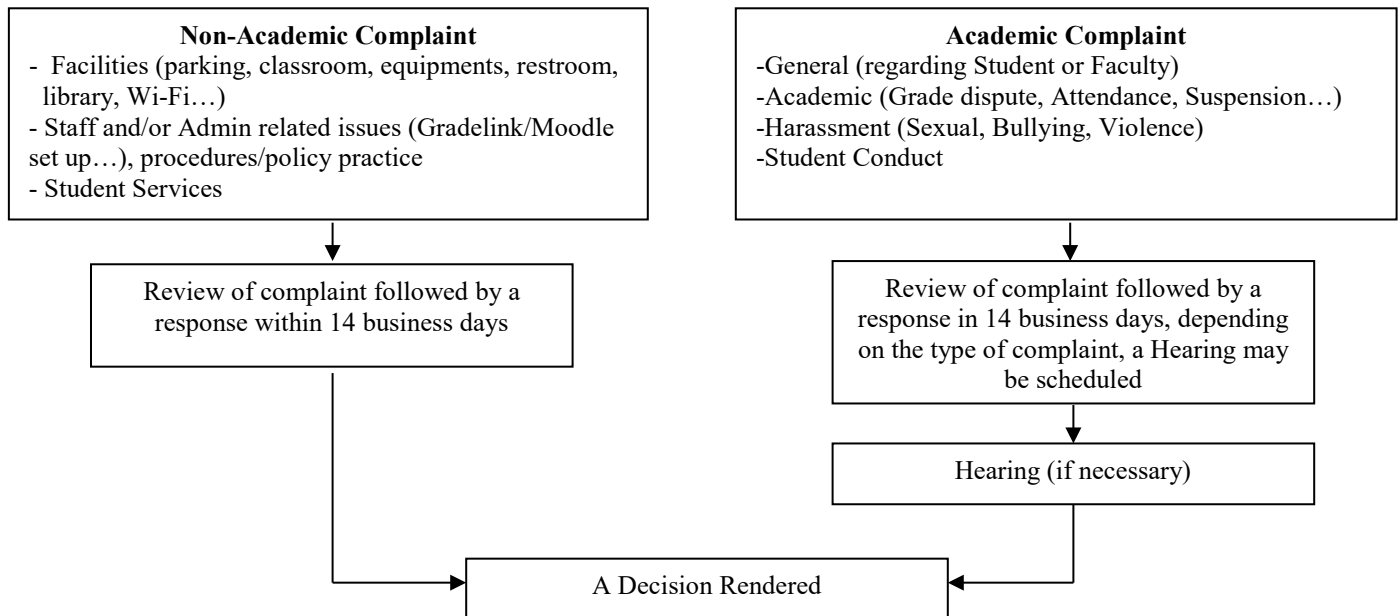 Non-Academic Complaint
- Facilities (parking, classroom, equipments, restroom,
library, Wi-Fi…)
- Staff and/or Admin related issues (Gradelink/Moodle
set up…), procedures/policy practice
- Student Services
Academic Complaint
-General (regarding Student or Faculty)
-Academic (Grade dispute, Attendance, Suspension…)
-Harassment (Sexual, Bullying, Violence)
-Student Conduct
Review of complaint followed by a
response within 14 business days
Review of complaint followed by a
response in 14 business days, depending
on the type of complaint, a Hearing may
be scheduled
Hearing (if necessary)
A Decision Rendered